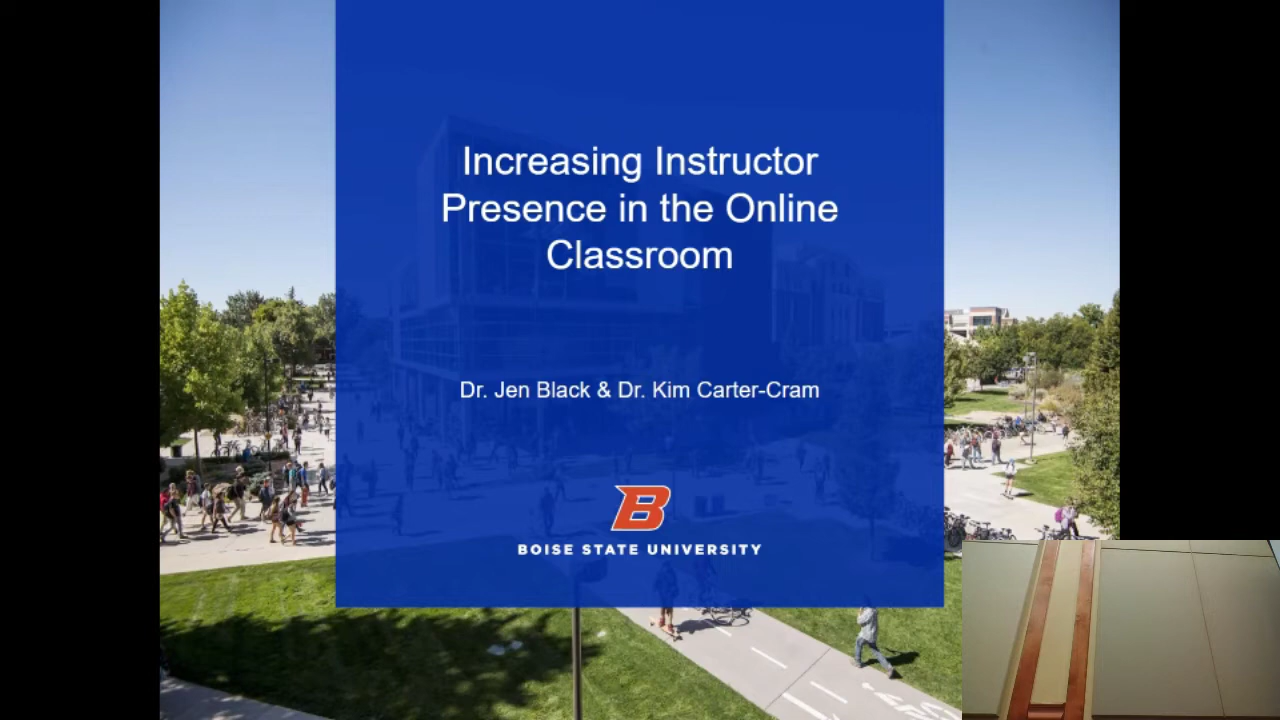 Increasing Instructor
Presence in the Online
Classroom
Dr. Jen Black & Dr. Kim Carter-Cram
B
BOISE STATE UNIVERSITY